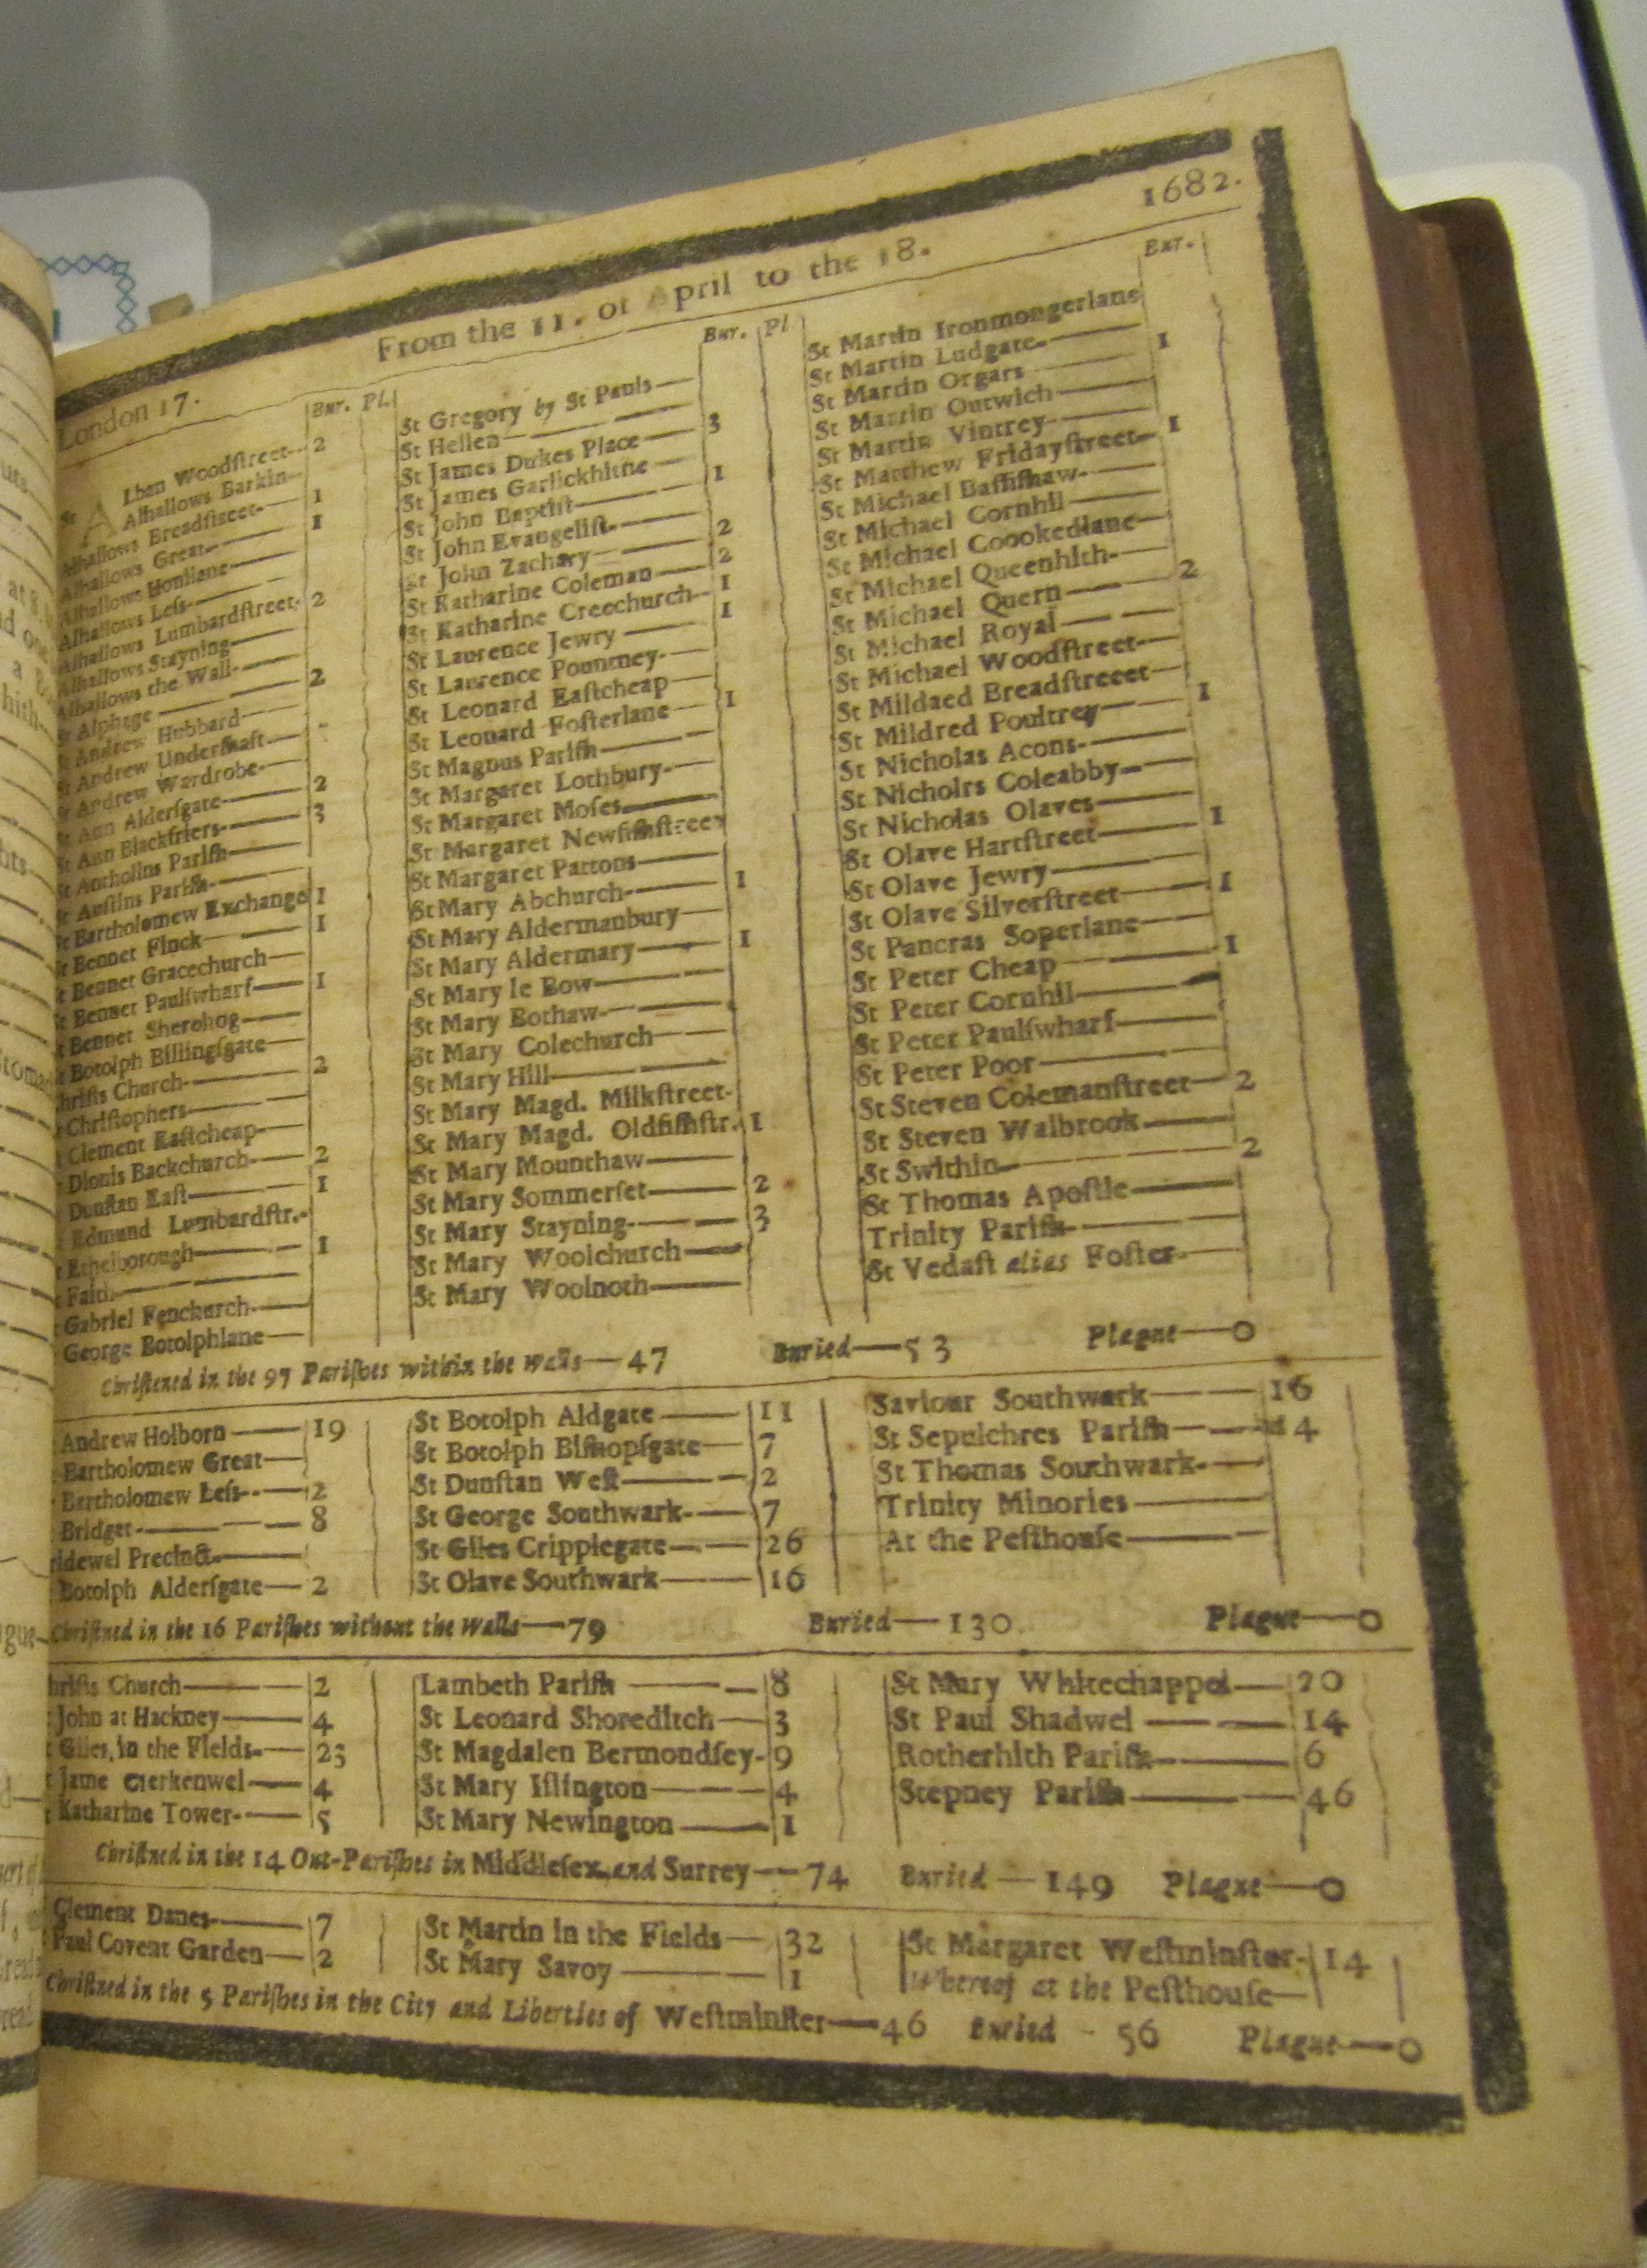 London 17. From the 11. of April to the 18. 1682.
Bur. Pl.
St Alban Woodſtreet-- 2
Alhallows Barkin
Alhallows Breadſtreet- 1
Alhallows Great- 1
Alhallows Honilane
Alhallows Leſs-
Alhallows Lumbardſtreet- 2
Alhallows Stayning
Alhallows the Wall-
St Alphage 2
St Andrew Hubbard
St Andrew Underſhaft
St Andrew Wardrobe-
St Ann Alderſgate 2
St Ann Blackfriers- 3
St Antholins Pariſh
St Auſtins Pariſh-
St Bartholomew Exchange 1
St Bennet Finck 1
St Bennet Gracechurch
St Bennet Paulſwharf 1
t Bennet Sherehog
t Botolph Billingſgate
hriſts Church- 2
Chriſtophers
Clement Eaſtcheap-
Dionis Backchurch- 2
Dunſtan Eaſt 1
Edmund Lumbardſtr.-
Ethelborough 1
Faith
Gabriel Fenchurch-
George Botolphlane
Bur. Pl
St Gregory by St Pauls
St Hellen
St James Dukes Place 3
St James Garlickhithe
St John Baptiſt 1
St John Evangeliſt-
St John Zachary 2
St Katharine Coleman 2
St Katharine Creechurch- 1
St Laurence Jewry 1
St Laurence Pountney-
St Leonard Eaſtcheap
St Leonard Foſterlane 1
St Magnus Pariſh
St Margaret Lothbury-
St Margaret Moſes
St Margaret Newfiſhſtreet
St Margaret Pattons
St Mary Abchurch- 1
St Mary Aldermanbury
St Mary Aldermary 1
St Mary le Bow
St Mary Bothaw-
St Mary Colechurch
St Mary Hill
St Mary Magd. Milkſtreet-
St Mary Magd. Oldfiſhſtr. 1
St Mary Mounthaw
St Mary Sommerſet 2
St Mary Stayning- 3
St Mary Woolchurch
St Mary Woolnoth
Bur.
St Martin Ironmongerlane
St Martin Ludgate- 1
St Martin Orgars
St Martin Outwich
St Martin Vintrey 1
St Matthew Fridayſtreet
St Michael Baſſiſhaw-
St Michael Cornhil
St Michael Coookedlane
St Michael Queenhith- 2
St Michael Quern
St Michael Royal
St Michael Woodſtreet
St Mildaed Breadſtreeet
St Mildred Poultrey 1
St Nicholas Acons-
St Nicholrs Coleabby
St Nicholas Olaves
St Olave Hartſtreet 1
St Olave Jewry
St Olave Silverſtreet 1
St Pancras Soperlane
St Peter Cheap 1
St Peter Cornhil
St Peter Paulſwharf
St Peter Poor
St Steven Colemanſtreet 2
St Steven Walbrook
St Swithin 2
St Thomas Apoſtle
Trinity Pariſh
St Vedaſt alias Foſter-
Chriſtened in the 97 Pariſhes within the Walls—47 Buried—53 Plague—0
Andrew Holborn 19
Bartholomew Great
Bartholomew Leſs-- 2
Bridget- 8
ridewel Precinct
Botolph Alderſgate 2
St Botolph Aldgate 11
St Botolph Biſhopſgate 7
St Dunſtan Weſt 2
St George Southwark- 7
St Giles Cripplegate 26
St Olave Southwark 16
Saviour Southwark 16
St Sepulchres Pariſh 14
St Thomas Southwark-
Trinity Minories
At the Peſthouſe
Chriſtned in the 16 Pariſhes without the Walls—79 Buried—130. Plague—0
hriſts Church 2
John at Hackney 4
t Giles, in the Fields- 23
t Jame Clerkenwel 4
t Katharine Tower- 5
Lambeth Pariſh 8
St Leonard Shoreditch 3
St Magdalen Bermondſey- 9
St Mary Iſlington 4
St Mary Newington 1
St Mary Whitechappel 20
St Paul Shadwel 14
Rotherhith Pariſh 6
Stepney Pariſh 46
Chriſtned in the 14 Out-Pariſhes in Middleſex and Surrey—74 Buried—149 Plague—0
Clement Danes- 7
Paul Covent Garden 2
St Martin in the Fields 32
St Mary Savoy 1
St Margaret Weſtminſter- 14
Whereof at the Peſthouſe
Chriſtned in the 5 Pariſhes in the City and Liberties of Weſtminſter—46 Buried - 56 Plague—0